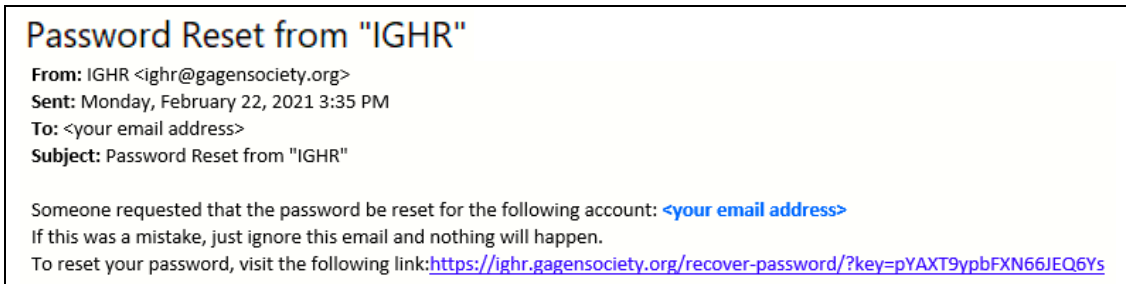 Password Reset from "IGHR"
From: IGHR <ighr@gagensociety.org>
Sent: Monday, February 22, 2021 3:35 PM
To: <your email address>
Subject: Password Reset from "IGHR"
Someone requested that the password be reset for the following account: <your email address>
If this was a mistake, just ignore this email and nothing will happen.
To reset your password, visit the following link:https://ighr.gagensociety.org/recover-password/?key=pYAXT9ypbFXN66JEQ6Ys